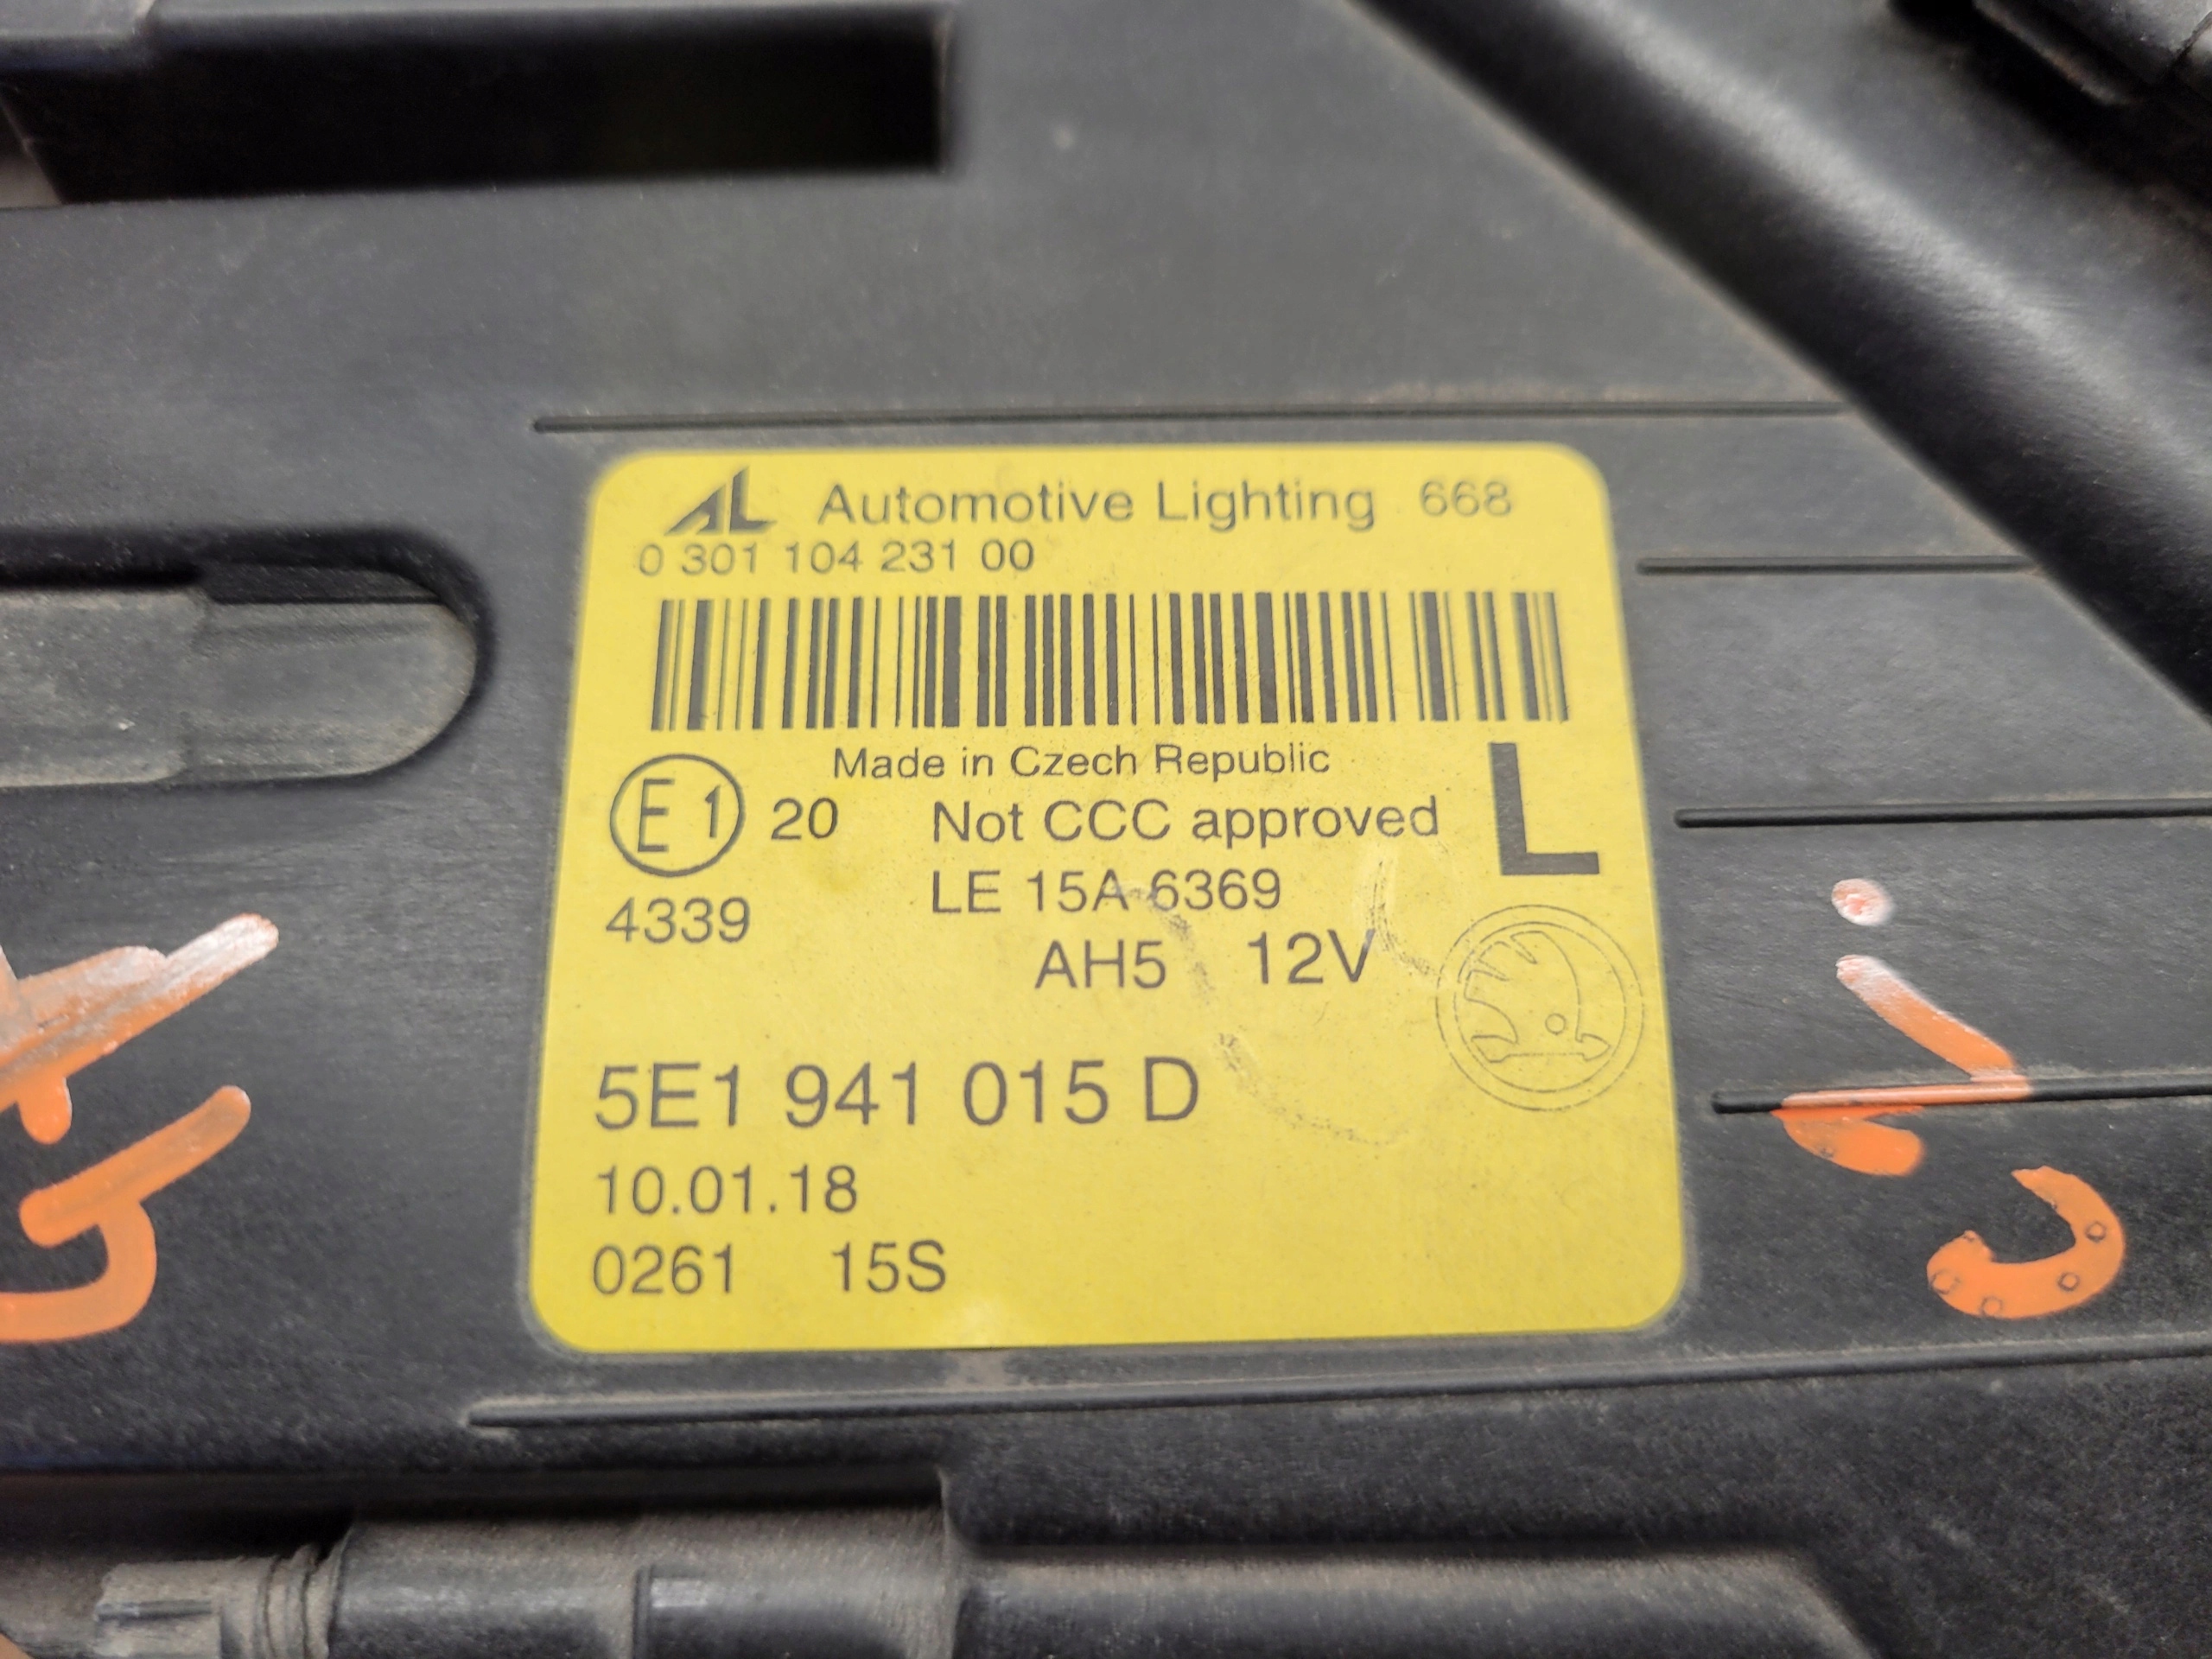 AL Automotive Lighting 668
0 301 104 231 00
Made in Czech Republic
E1 20 Not CCC approved L
4339 LE 15A 6369
AH5 12V
5E1 941 015 D
10.01.18
0261 15S